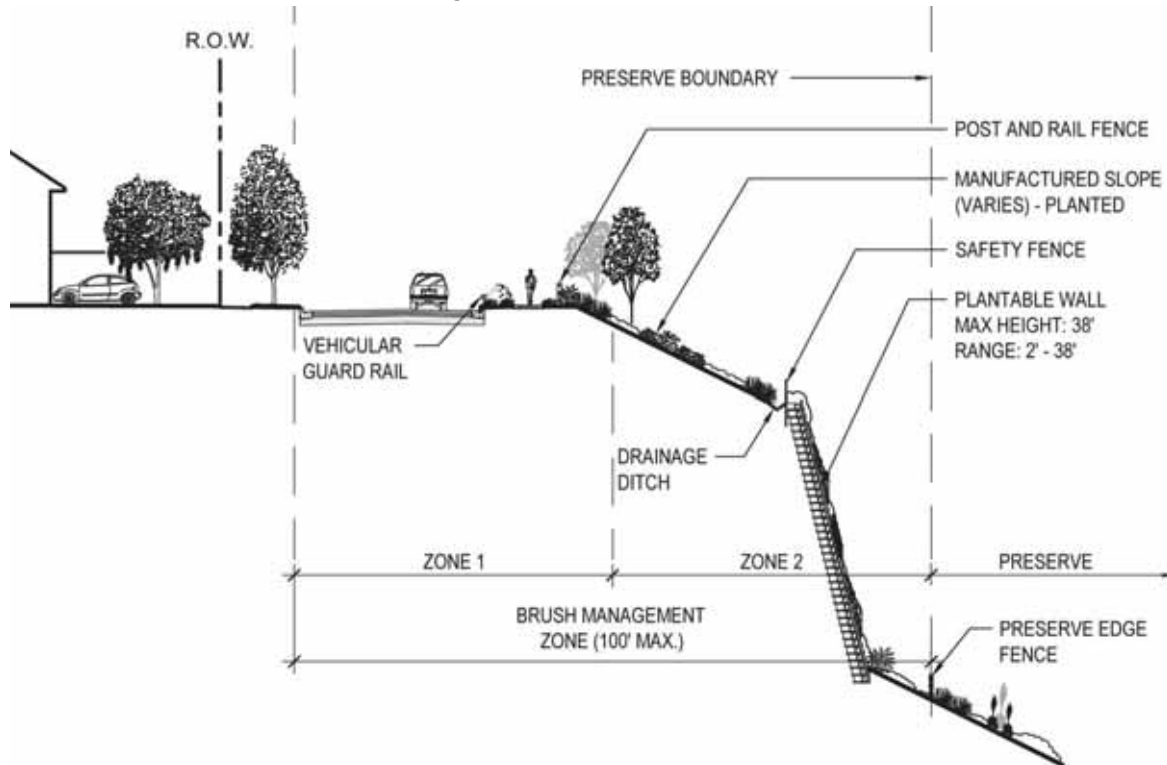 R.O.W.
PRESERVE BOUNDARY
POST AND RAIL FENCE
MANUFACTURED SLOPE
(VARIES) - PLANTED
SAFETY FENCE
PLANTABLE WALL
MAX HEIGHT: 38'
RANGE: 2' - 38'
VEHICULAR
GUARD RAIL
DRAINAGE
DITCH
ZONE 1
ZONE 2
PRESERVE
BRUSH MANAGEMENT
ZONE (100' MAX.)
PRESERVE EDGE
FENCE